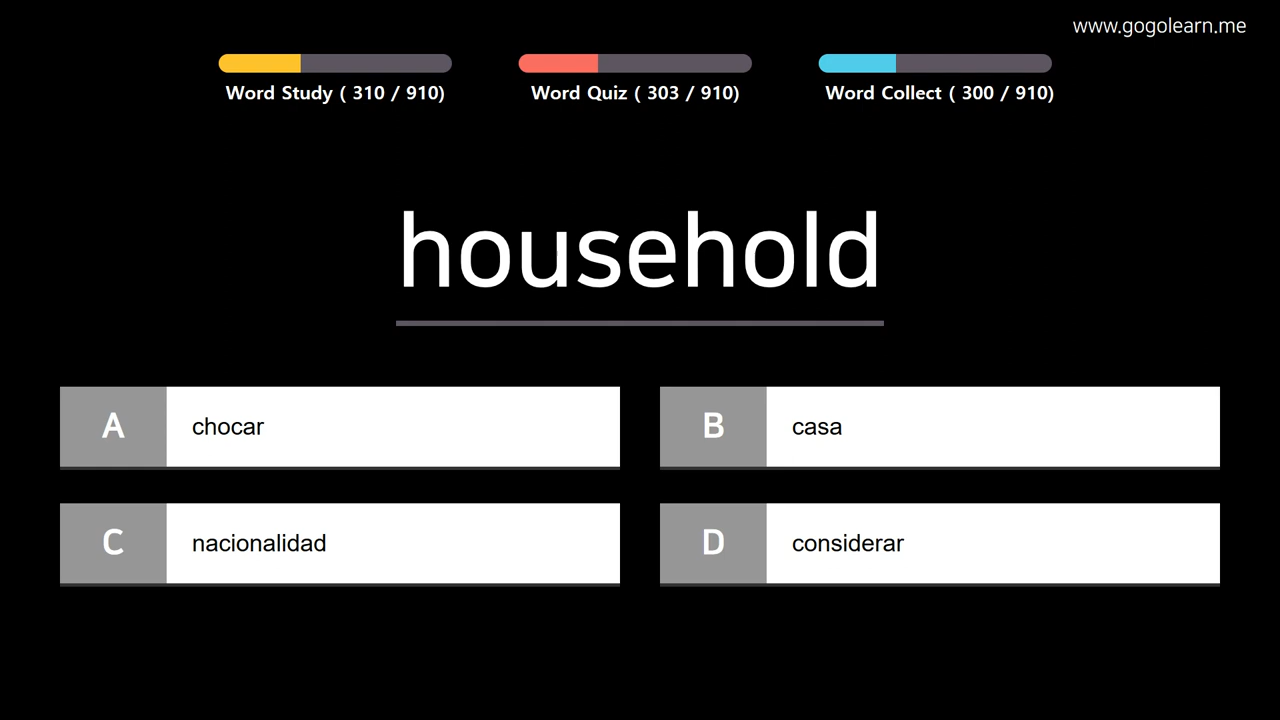 www.gogolearn.me
Word Study ( 310 / 910)
Word Quiz ( 303 / 910)
Word Collect ( 300 / 910)
household
A chocar
B casa
C nacionalidad
D considerar